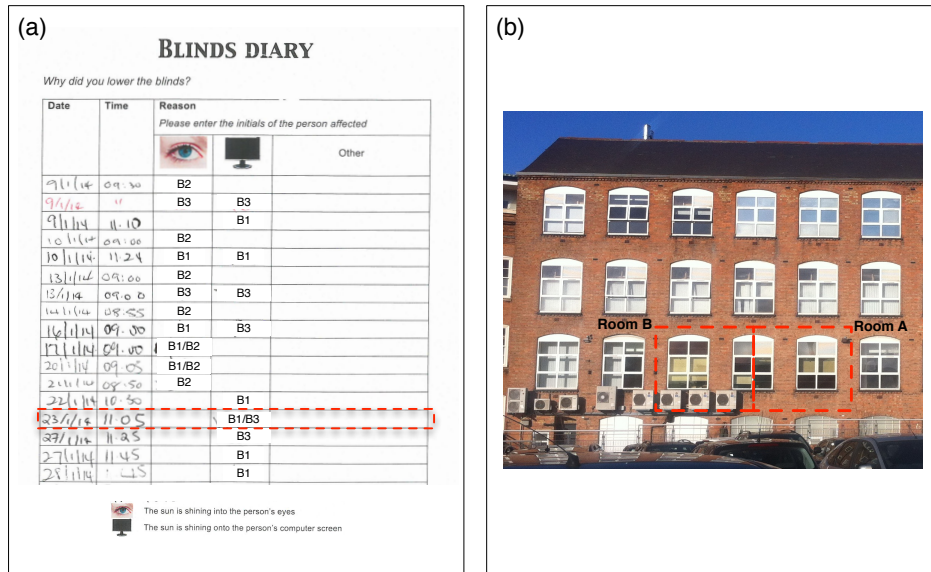 (a)
BLINDS DIARY
Why did you lower the blinds?
Date Time Reason
Please enter the initials of the person affected
Other
9/1/14 09:30 B2
9/1/14 " B3 B3
9/1/14 11.10 B1
10/1/14 09:00 B2
10/1/14. 11.24 B1 B1
13/1/14 09:00 B2
13/1/14 09.00 B3 B3
14/1/14 08.55 B2
16/1/14 09.00 B1 B3
17/1/14 09.00 B1/B2
20/1/14 09.05 B1/B2
21/1/14 08.50 B2
22/1/14 10.30 B1
23/1/14 11.05 B1/B3
27/1/14 11.25 B3
27/1/14 11.45 B1
28/1/14 B1
The sun is shining into the person's eyes
The sun is shining onto the person's computer screen
(b)
Room B Room A